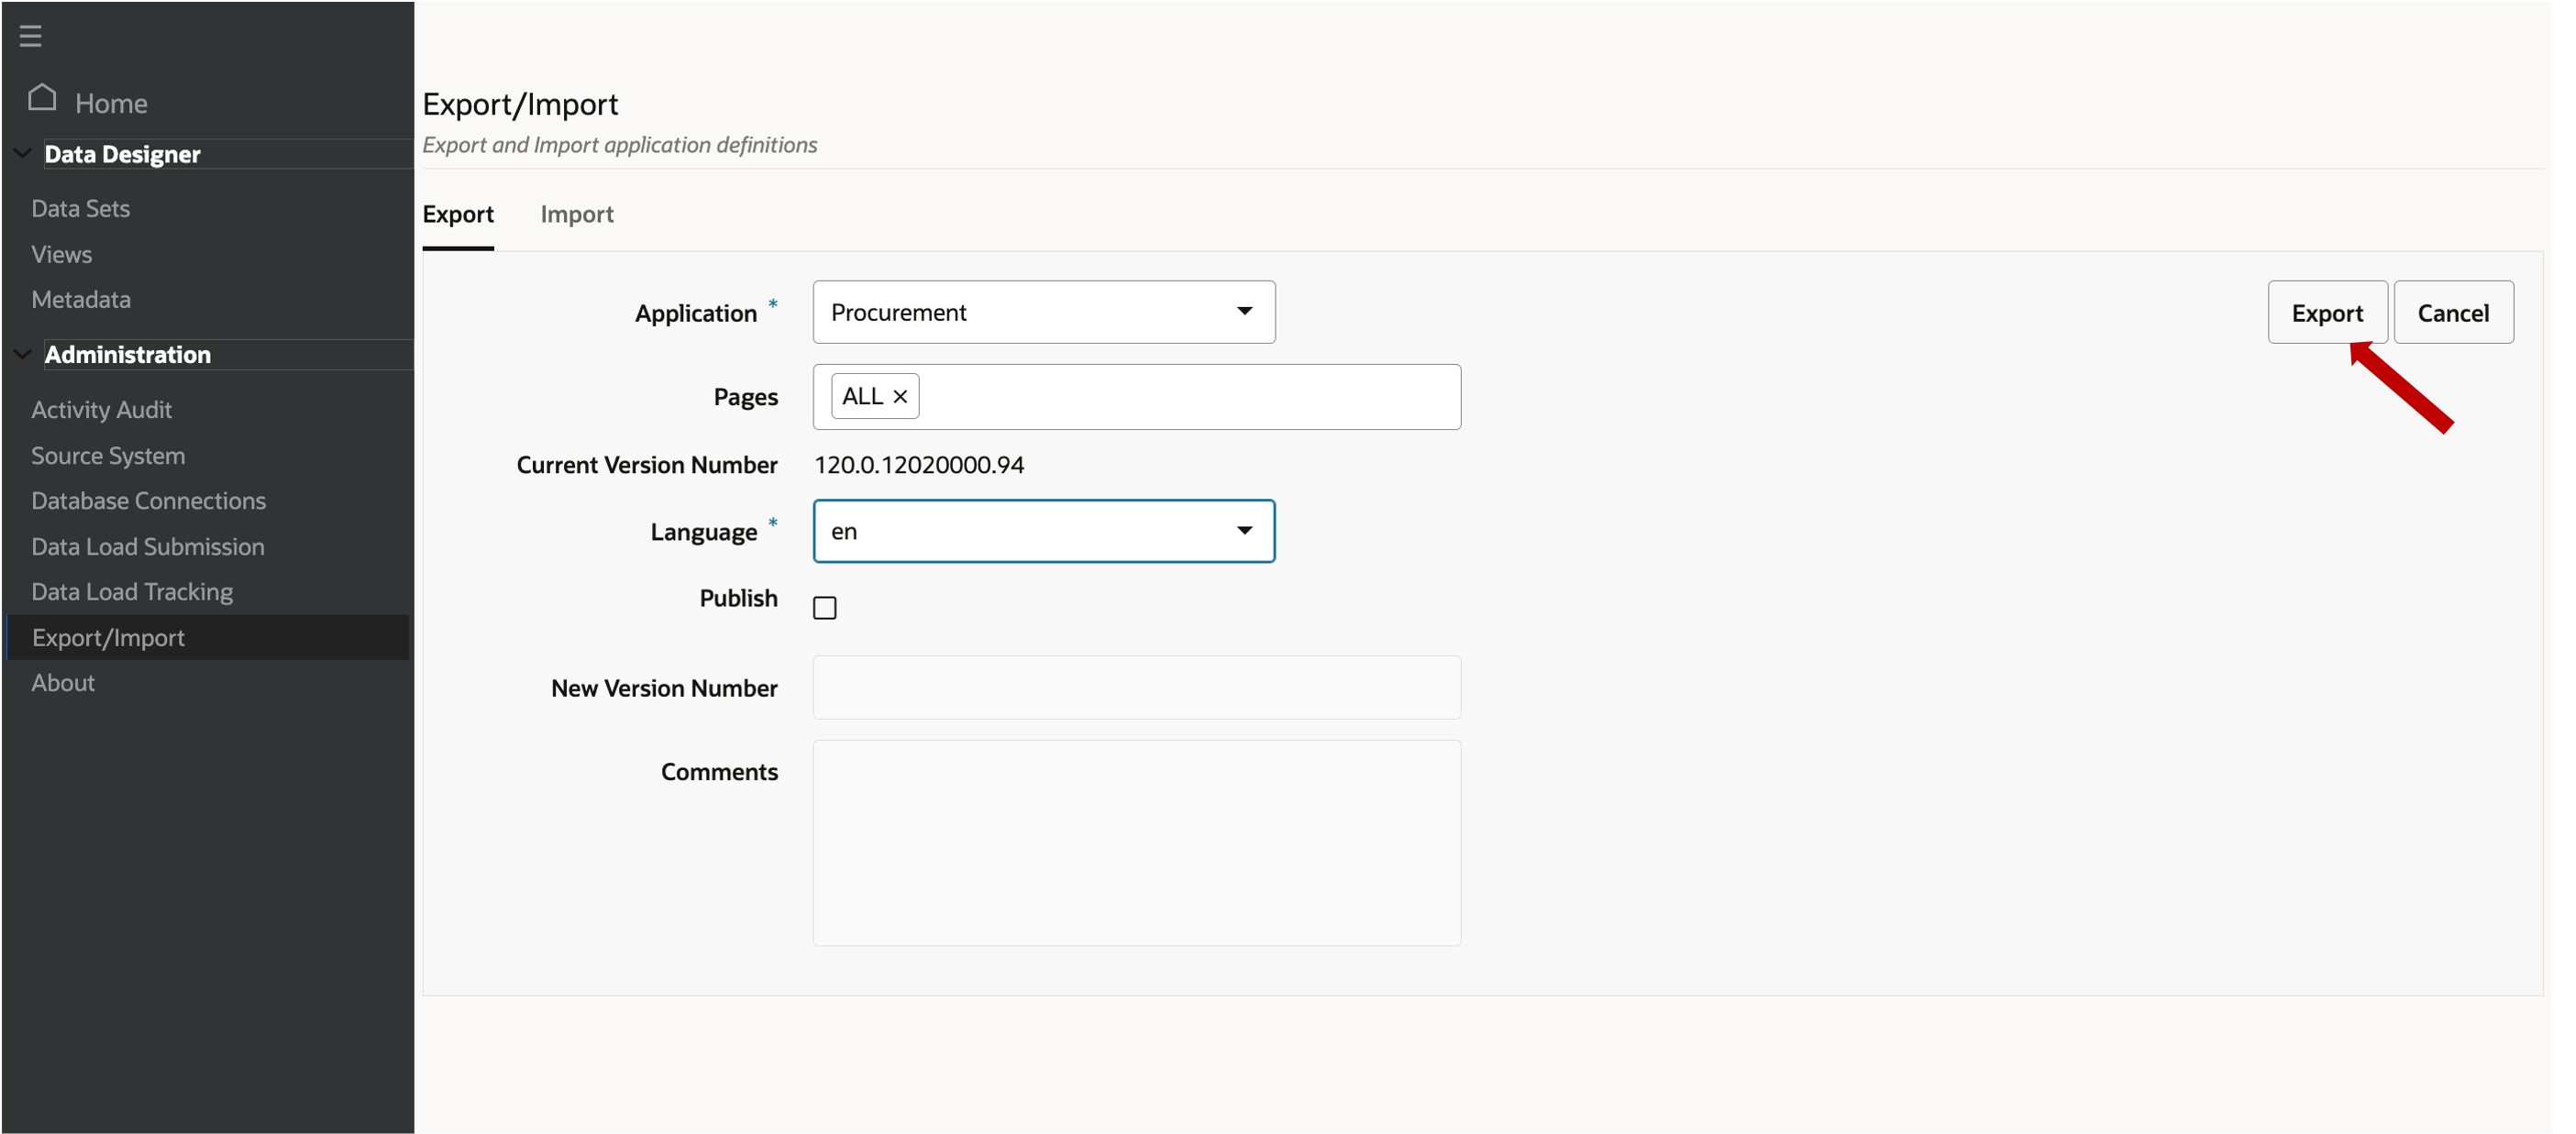 Home
Data Designer
Data Sets
Views
Metadata
Administration
Activity Audit
Source System
Database Connections
Data Load Submission
Data Load Tracking
Export/Import
About
Export/Import
Export and Import application definitions
Export Import
Application * Procurement
Export Cancel
Pages ALL ×
Current Version Number 120.0.12020000.94
Language * en
Publish
New Version Number
Comments